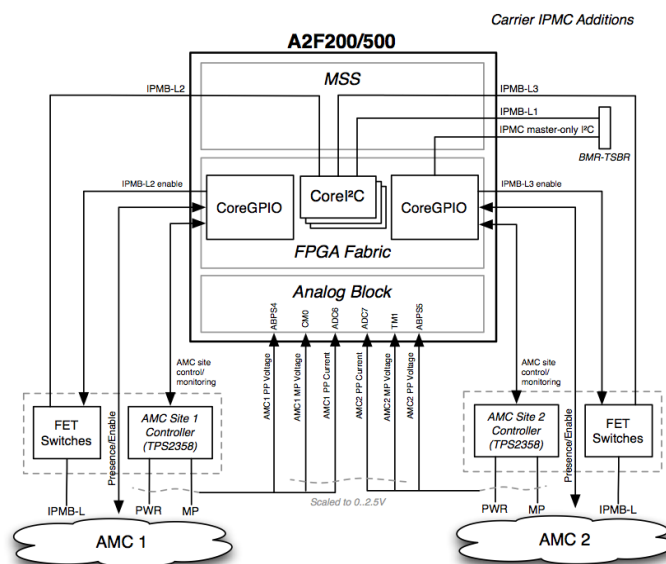 Carrier IPMC Additions
A2F200/500
MSS
IPMB-L2
IPMB-L3
IPMB-L1
IPMC master-only I²C
BMR-TSBR
IPMB-L2 enable
CoreGPIO
CoreI²C
CoreGPIO
IPMB-L3 enable
FPGA Fabric
Analog Block
ABPS4
CM0
ADC6
ADC7
TM1
ABPS5
AMC1 PP Voltage
AMC1 MP Voltage
AMC1 PP Current
AMC2 PP Current
AMC2 MP Voltage
AMC2 PP Voltage
AMC site
control/
monitoring
AMC site
control/
monitoring
FET
Switches
Presence/Enable
AMC Site 1
Controller
(TPS2358)
AMC Site 2
Controller
(TPS2358)
Presence/Enable
FET
Switches
Scaled to 0..2.5V
IPMB-L
PWR
MP
PWR
MP
IPMB-L
AMC 1
AMC 2